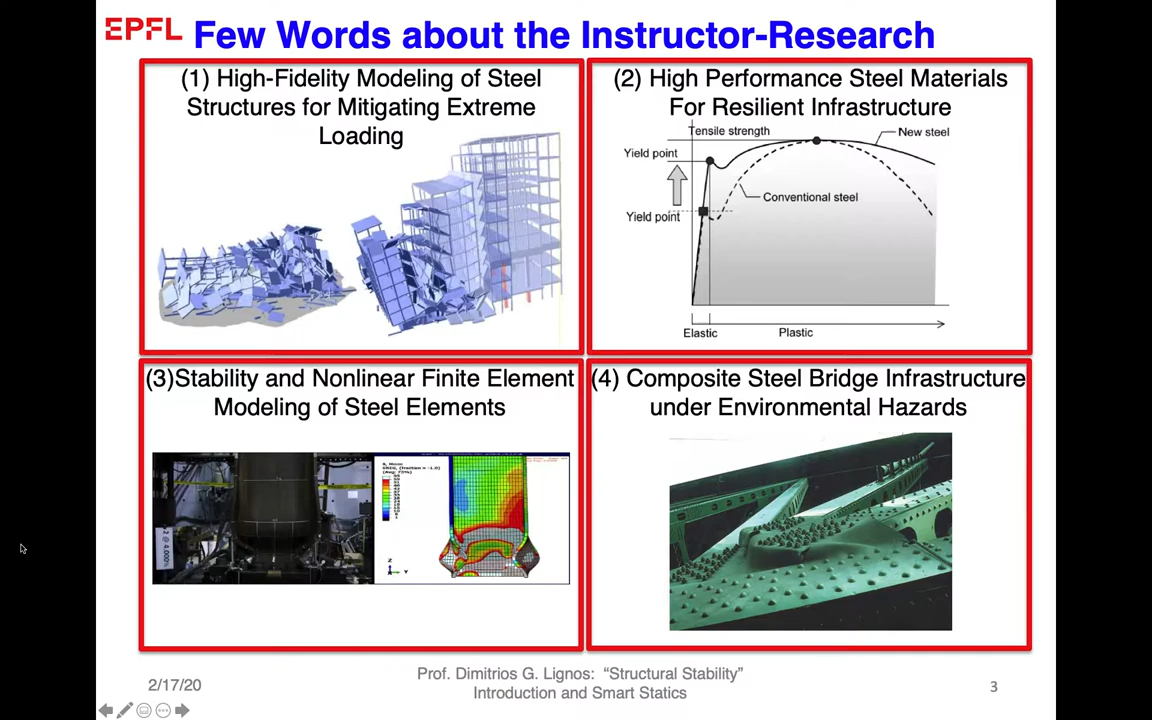 EPFL
Few Words about the Instructor-Research
(1) High-Fidelity Modeling of Steel
Structures for Mitigating Extreme
Loading
(2) High Performance Steel Materials
For Resilient Infrastructure
Tensile strength
New steel
Yield point
Conventional steel
Yield point
Elastic
Plastic
(3)Stability and Nonlinear Finite Element
Modeling of Steel Elements
(4) Composite Steel Bridge Infrastructure
under Environmental Hazards
Z
Y
2/17/20
Prof. Dimitrios G. Lignos: “Structural Stability”
Introduction and Smart Statics
3